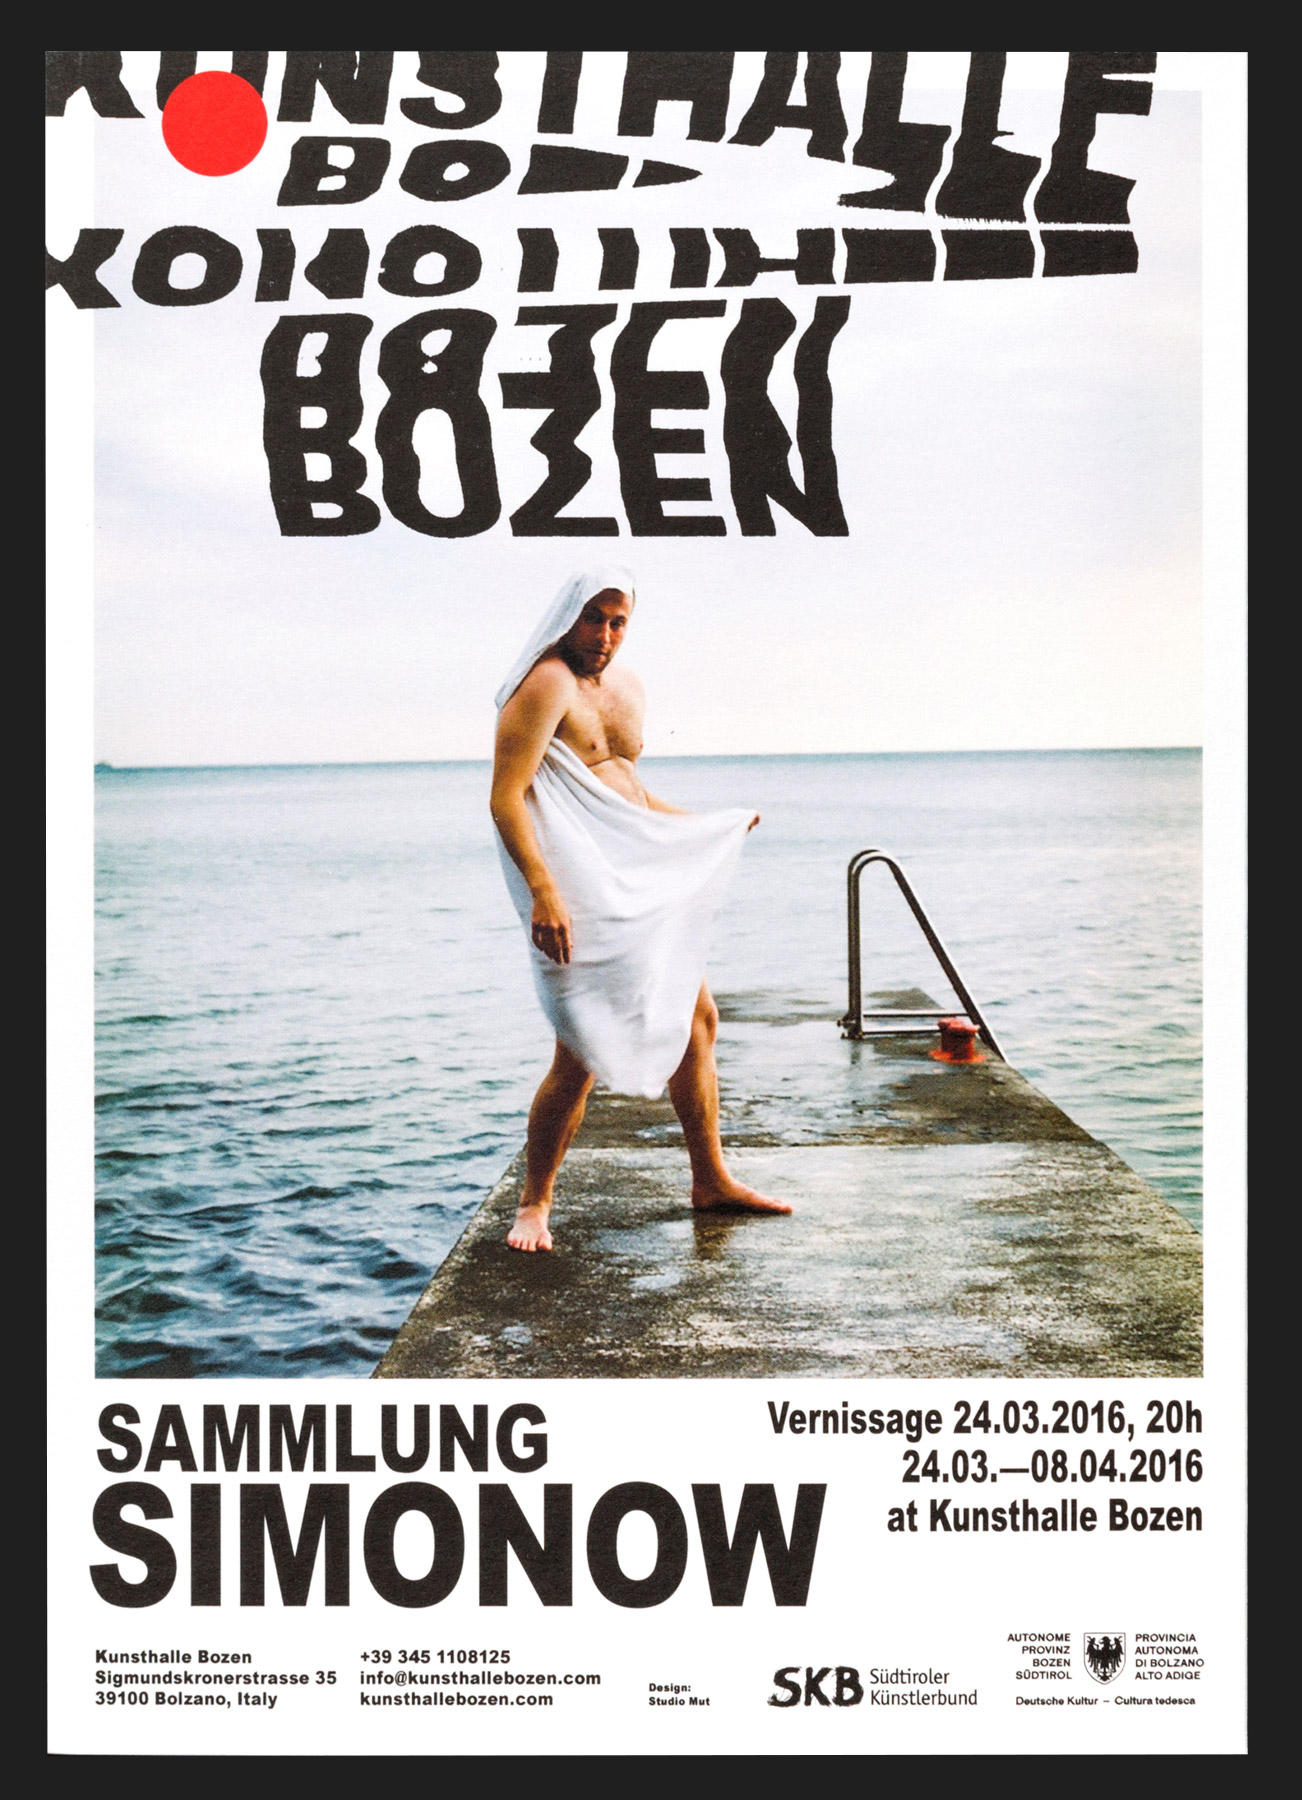 KUNSTHALLE
BOZEN
SAMMLUNG
SIMONOW
Vernissage 24.03.2016, 20h
24.03.—08.04.2016
at Kunsthalle Bozen
Kunsthalle Bozen
Sigmundskronerstrasse 35
39100 Bolzano, Italy
+39 345 1108125
info@kunsthallebozen.com
kunsthallebozen.com
Design:
Studio Mut
SKB Südtiroler
Künstlerbund
AUTONOME
PROVINZ
BOZEN
SÜDTIROL
PROVINCIA
AUTONOMA
DI BOLZANO
ALTO ADIGE
Deutsche Kultur – Cultura tedesca